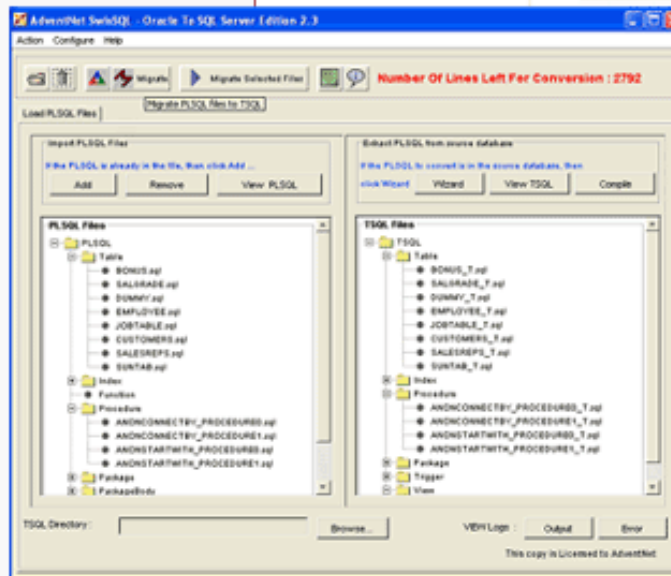 AdventNet SwisSQL - Oracle To SQL Server Edition 2.3
Action Configure Help
Migrate Migrate Selected Files Number Of Lines Left For Conversion : 2792
Migrate PLSQL files to TSQL
Load PLSQL Files
Import PLSQL Files
If the PLSQL is already in the file, then click Add ...
Add Remove View PLSQL
Extract PLSQL from source database
If the PLSQL to convert is in the source database, then
click Wizard Wizard View TSQL Compile
PLSQL Files
PLSQL
Table
BONUS.sql
SALGRADE.sql
DUMMY.sql
EMPLOYEE.sql
JOBTABLE.sql
CUSTOMERS.sql
SALESREPS.sql
SUNTAB.sql
Index
Function
Procedure
ANONCONNECTBY_PROCEDURE0.sql
ANONCONNECTBY_PROCEDURE1.sql
ANONSTARTWITH_PROCEDURE0.sql
ANONSTARTWITH_PROCEDURE1.sql
Package
PackageBody
TSQL Files
TSQL
Table
BONUS_T.sql
SALGRADE_T.sql
DUMMY_T.sql
EMPLOYEE_T.sql
JOBTABLE_T.sql
CUSTOMERS_T.sql
SALESREPS_T.sql
SUNTAB_T.sql
Index
Procedure
ANONCONNECTBY_PROCEDURE0_T.sql
ANONCONNECTBY_PROCEDURE1_T.sql
ANONSTARTWITH_PROCEDURE0_T.sql
ANONSTARTWITH_PROCEDURE1_T.sql
Package
Trigger
View
TSQL Directory : Browse... VIEW Logs : Output Error
This copy is Licensed to AdventNet